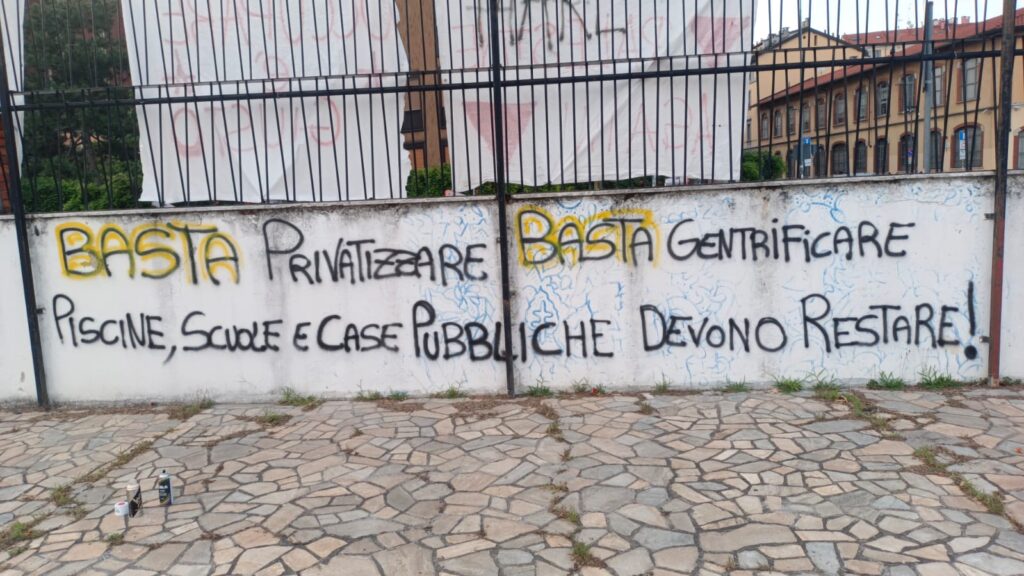 BASTA PRIVATIZZARE BASTA GENTRIFICARE
PISCINE, SCUOLE E CASE PUBBLICHE DEVONO RESTARE!